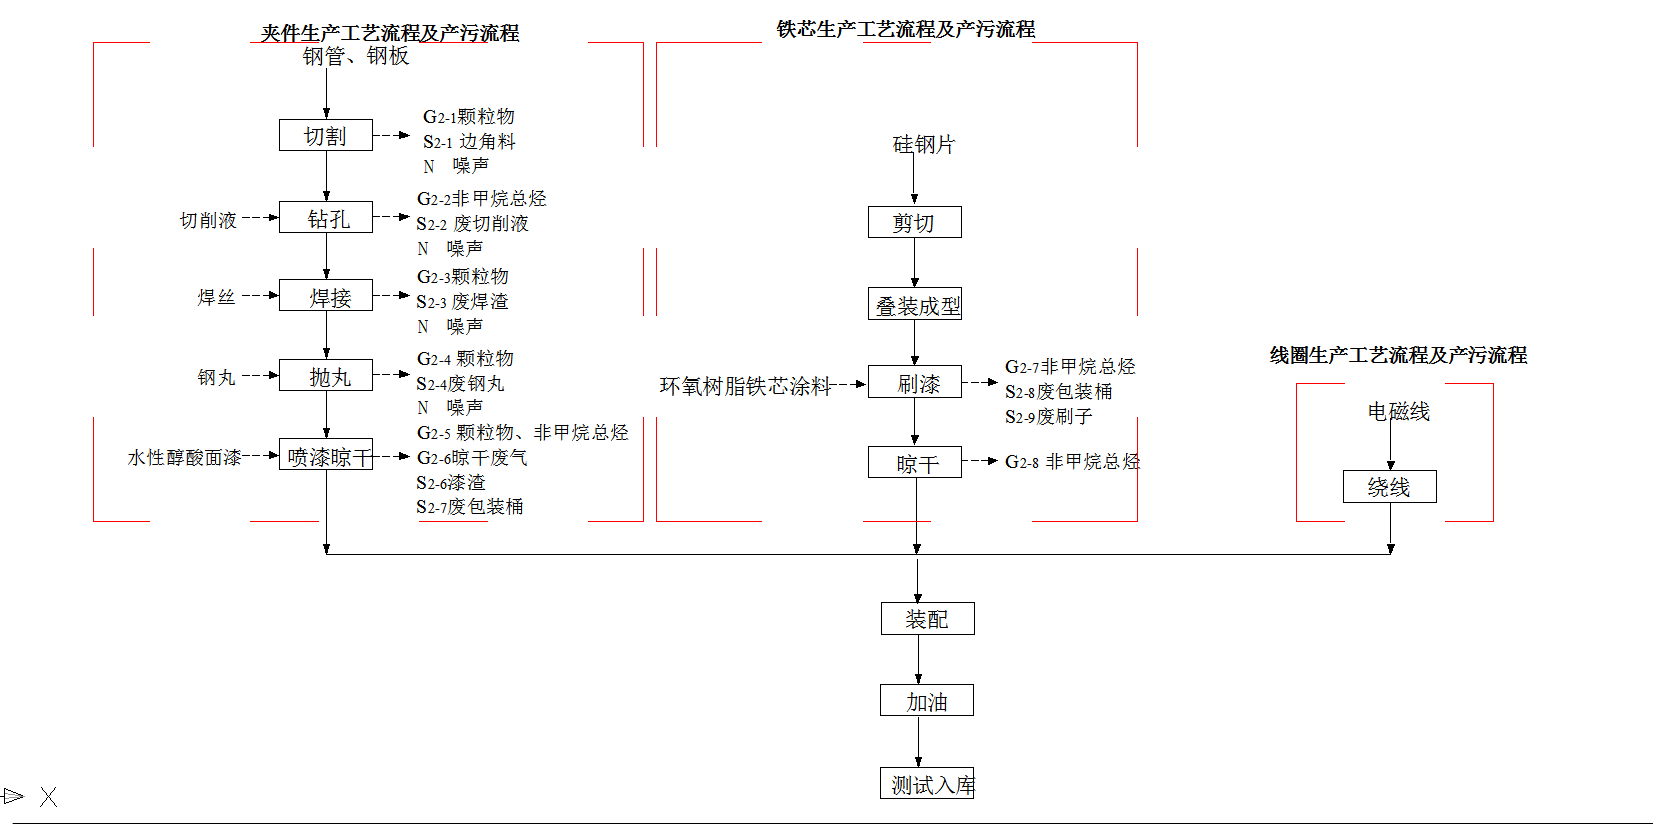 夹件生产工艺流程及产污流程
钢管、钢板
切割
G2-1颗粒物
S2-1 边角料
N 噪声
切削液
钻孔
G2-2非甲烷总烃
S2-2 废切削液
N 噪声
焊丝
焊接
G2-3颗粒物
S2-3 废焊渣
N 噪声
钢丸
抛丸
G2-4 颗粒物
S2-4废钢丸
N 噪声
水性醇酸面漆
喷漆晾干
G2-5 颗粒物、非甲烷总烃
G2-6晾干废气
S2-6漆渣
S2-7废包装桶
铁芯生产工艺流程及产污流程
硅钢片
剪切
叠装成型
环氧树脂铁芯涂料
刷漆
G2-7非甲烷总烃
S2-8废包装桶
S2-9废刷子
晾干
G2-8 非甲烷总烃
线圈生产工艺流程及产污流程
电磁线
绕线
装配
加油
测试入库
X